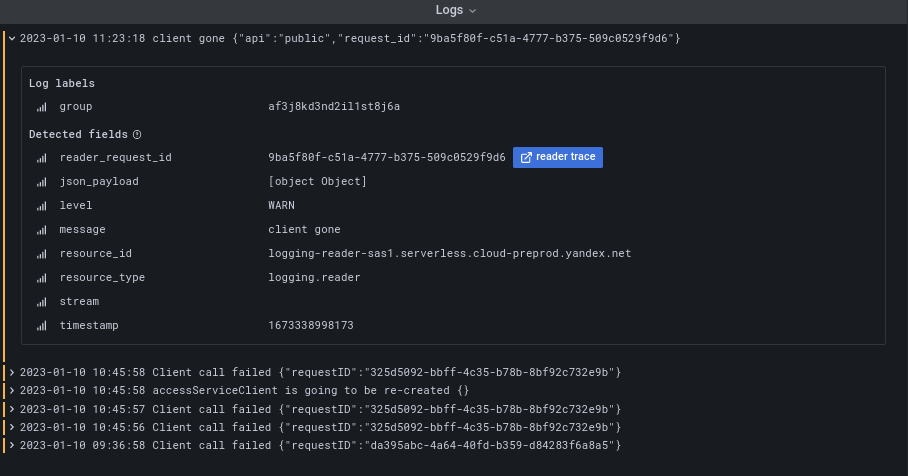 Logs
2023-01-10 11:23:18 client gone {"api":"public","request_id":"9ba5f80f-c51a-4777-b375-509c0529f9d6"}
Log labels
group af3j8kd3nd2il1st8j6a
Detected fields
reader_request_id 9ba5f80f-c51a-4777-b375-509c0529f9d6 reader trace
json_payload [object Object]
level WARN
message client gone
resource_id logging-reader-sas1.serverless.cloud-preprod.yandex.net
resource_type logging.reader
stream
timestamp 1673338998173
2023-01-10 10:45:58 Client call failed {"requestID":"325d5092-bbff-4c35-b78b-8bf92c732e9b"}
2023-01-10 10:45:58 accessServiceClient is going to be re-created {}
2023-01-10 10:45:57 Client call failed {"requestID":"325d5092-bbff-4c35-b78b-8bf92c732e9b"}
2023-01-10 10:45:56 Client call failed {"requestID":"325d5092-bbff-4c35-b78b-8bf92c732e9b"}
2023-01-10 09:36:58 Client call failed {"requestID":"da395abc-4a64-40fd-b359-d84283f6a8a5"}